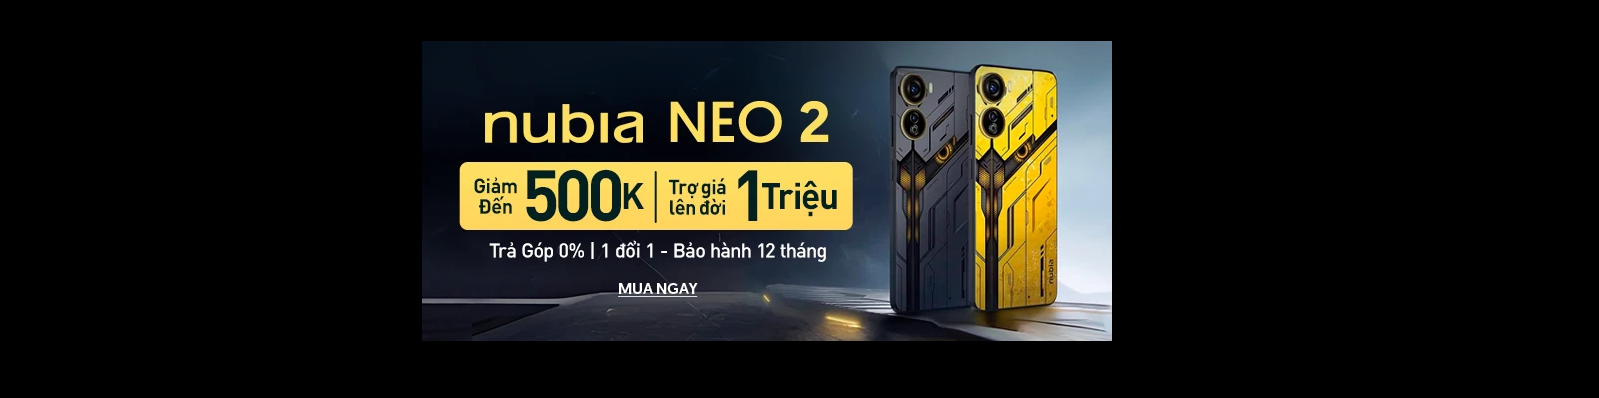 nubia NEO 2
Giảm Đến 500K | Trợ giá lên đời 1 Triệu
Trả Góp 0% | 1 đổi 1 - Bảo hành 12 tháng
MUA NGAY
nubia